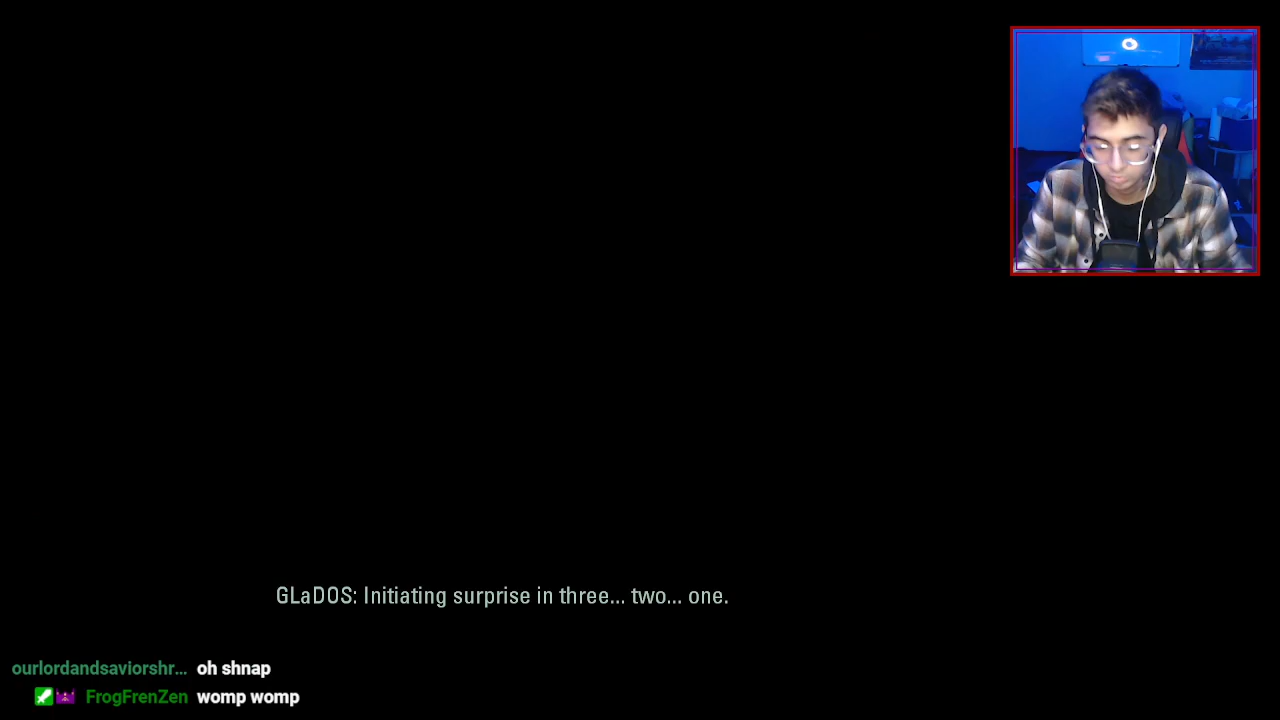 GLaDOS: Initiating surprise in three... two... one.
ourlordandsaviorshr... oh shnap
FrogFrenZen womp womp